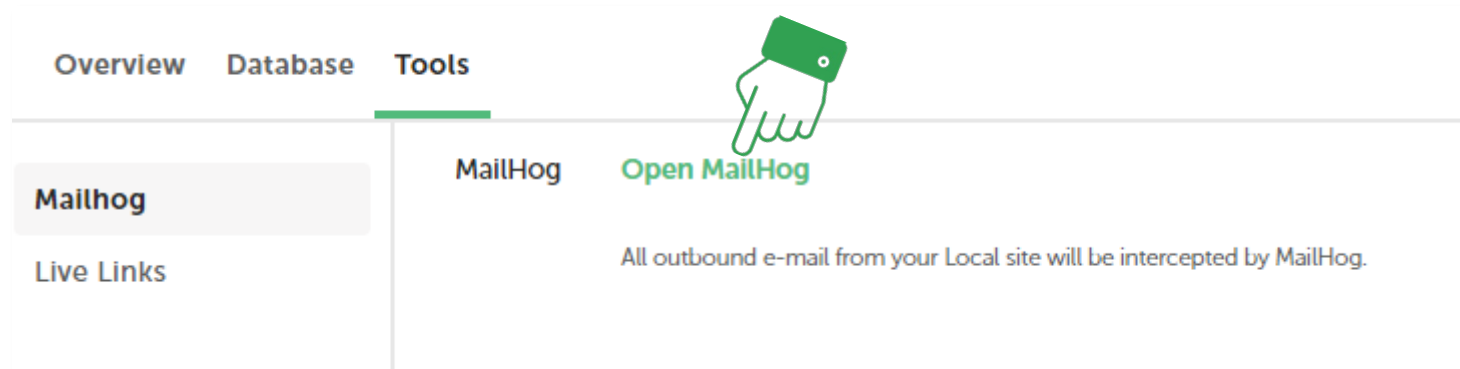 Overview Database Tools
Mailhog
Live Links
MailHog Open MailHog
All outbound e-mail from your Local site will be intercepted by MailHog.